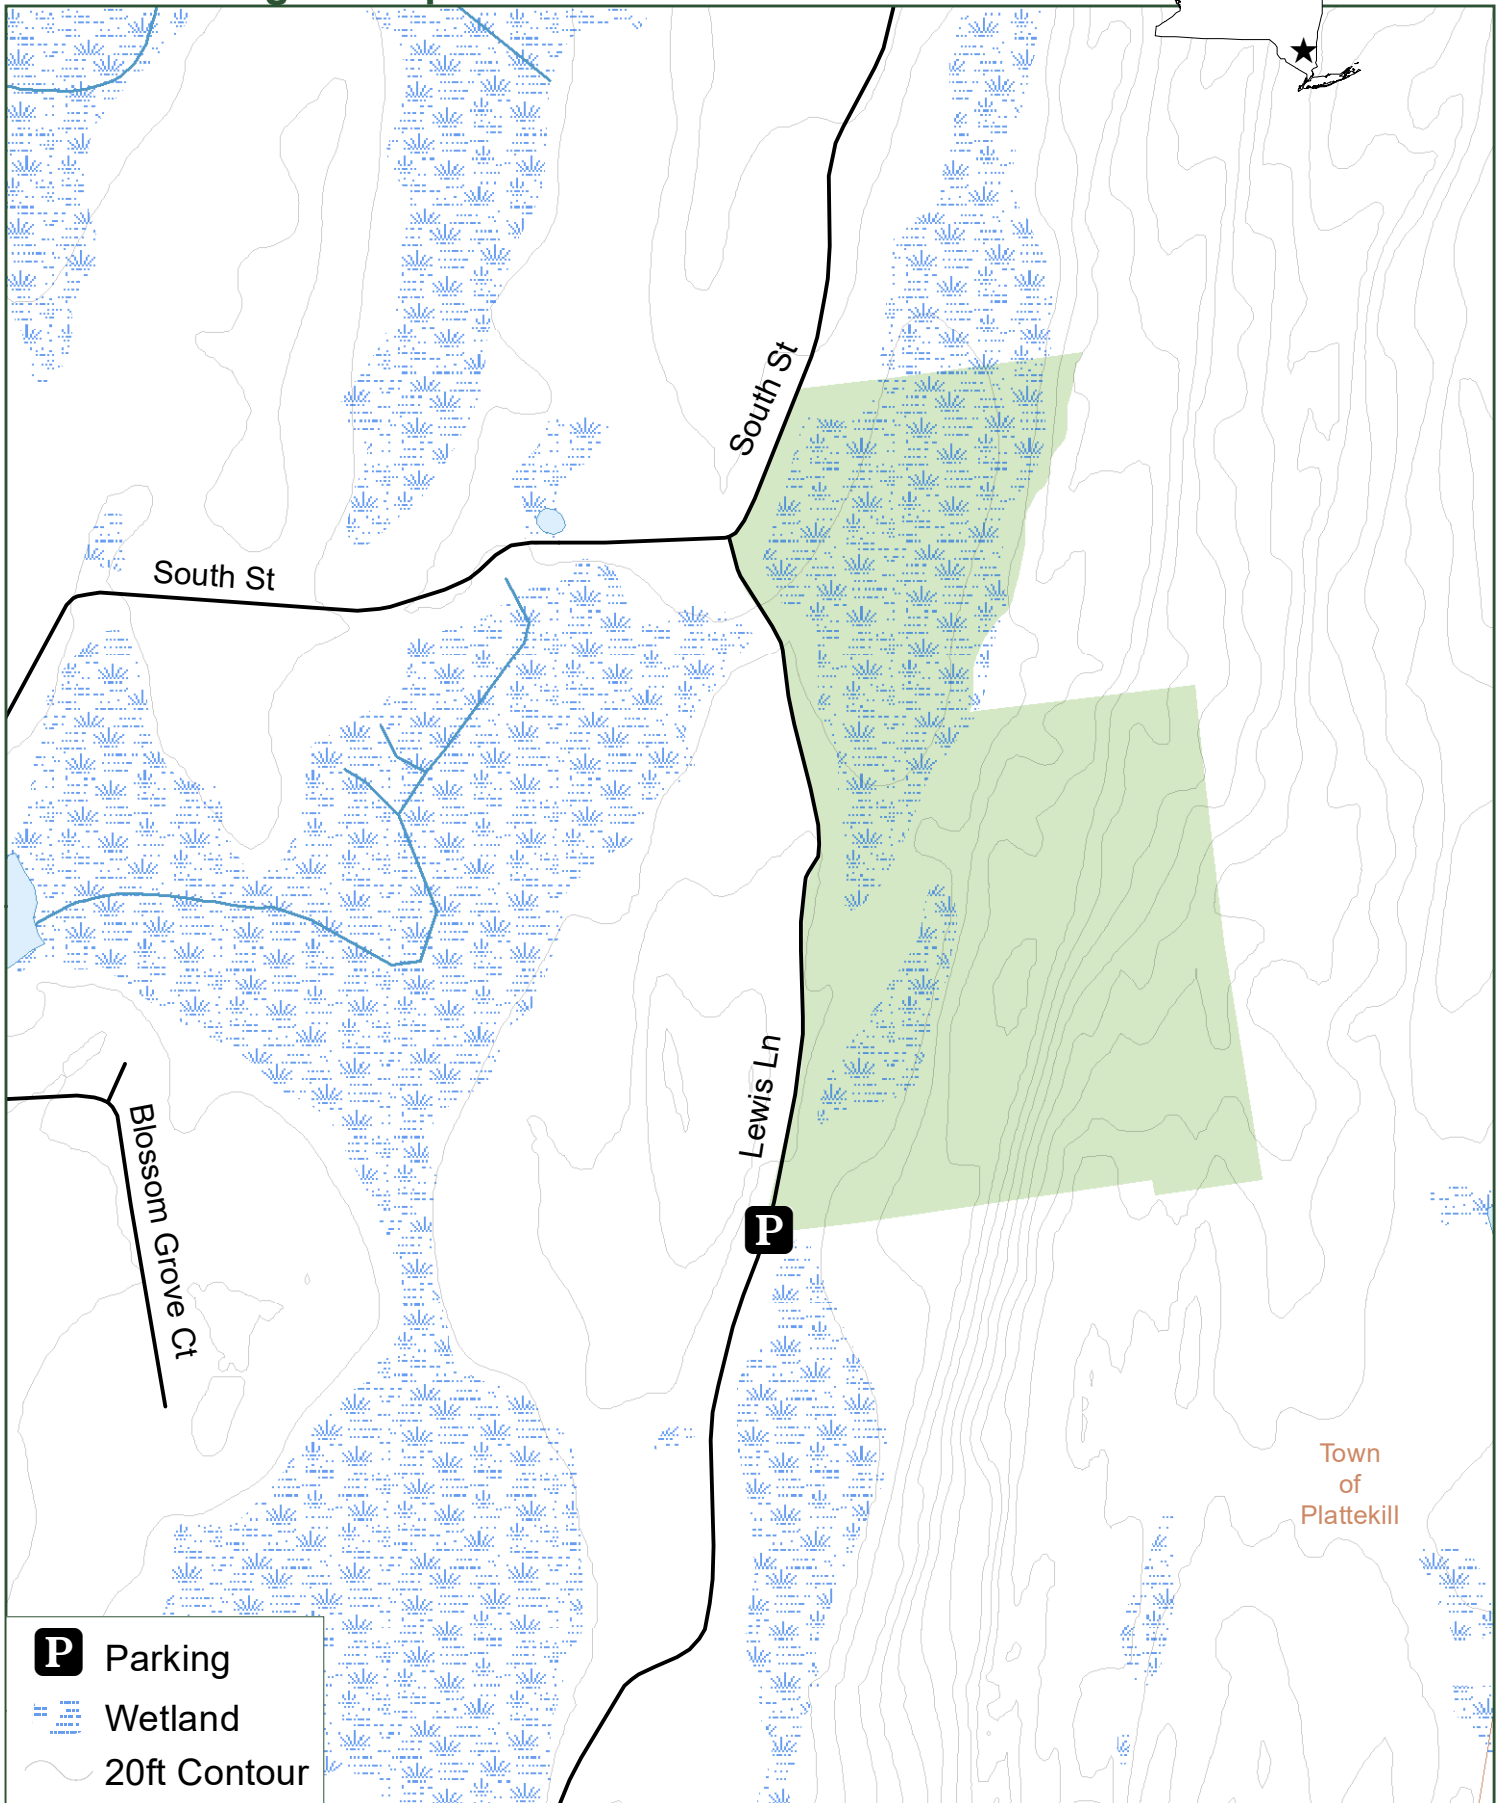 South St
South St
Lewis Ln
Blossom Grove Ct
P
Town
of
Plattekill
P Parking
Wetland
20ft Contour